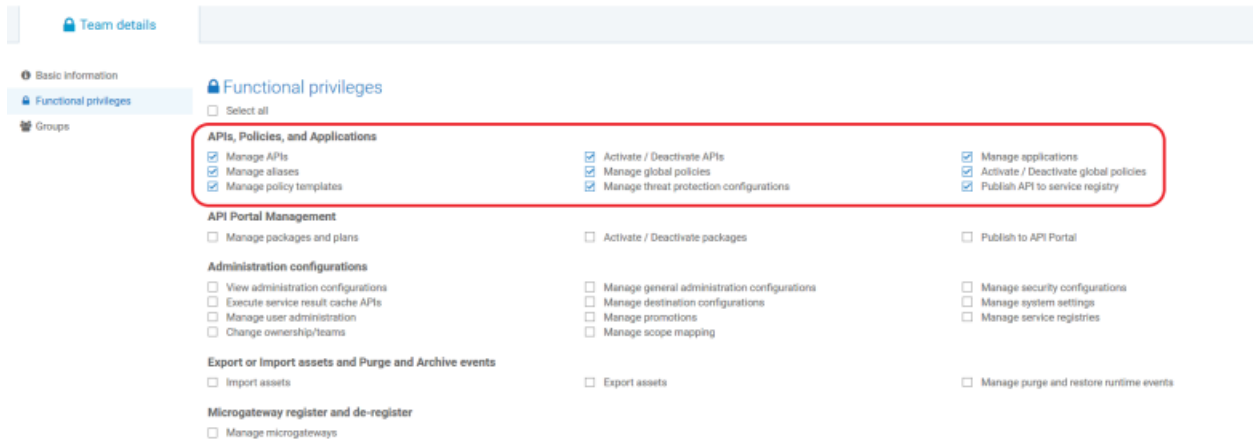 Team details
Basic information
Functional privileges
Groups
Functional privileges
Select all
APIs, Policies, and Applications
Manage APIs Activate / Deactivate APIs Manage applications
Manage aliases Manage global policies Activate / Deactivate global policies
Manage policy templates Manage threat protection configurations Publish API to service registry
API Portal Management
Manage packages and plans Activate / Deactivate packages Publish to API Portal
Administration configurations
View administration configurations Manage general administration configurations Manage security configurations
Execute service result cache APIs Manage destination configurations Manage system settings
Manage user administration Manage promotions Manage service registries
Change ownership/teams Manage scope mapping
Export or Import assets and Purge and Archive events
Import assets Export assets Manage purge and restore runtime events
Microgateway register and de-register
Manage microgateways